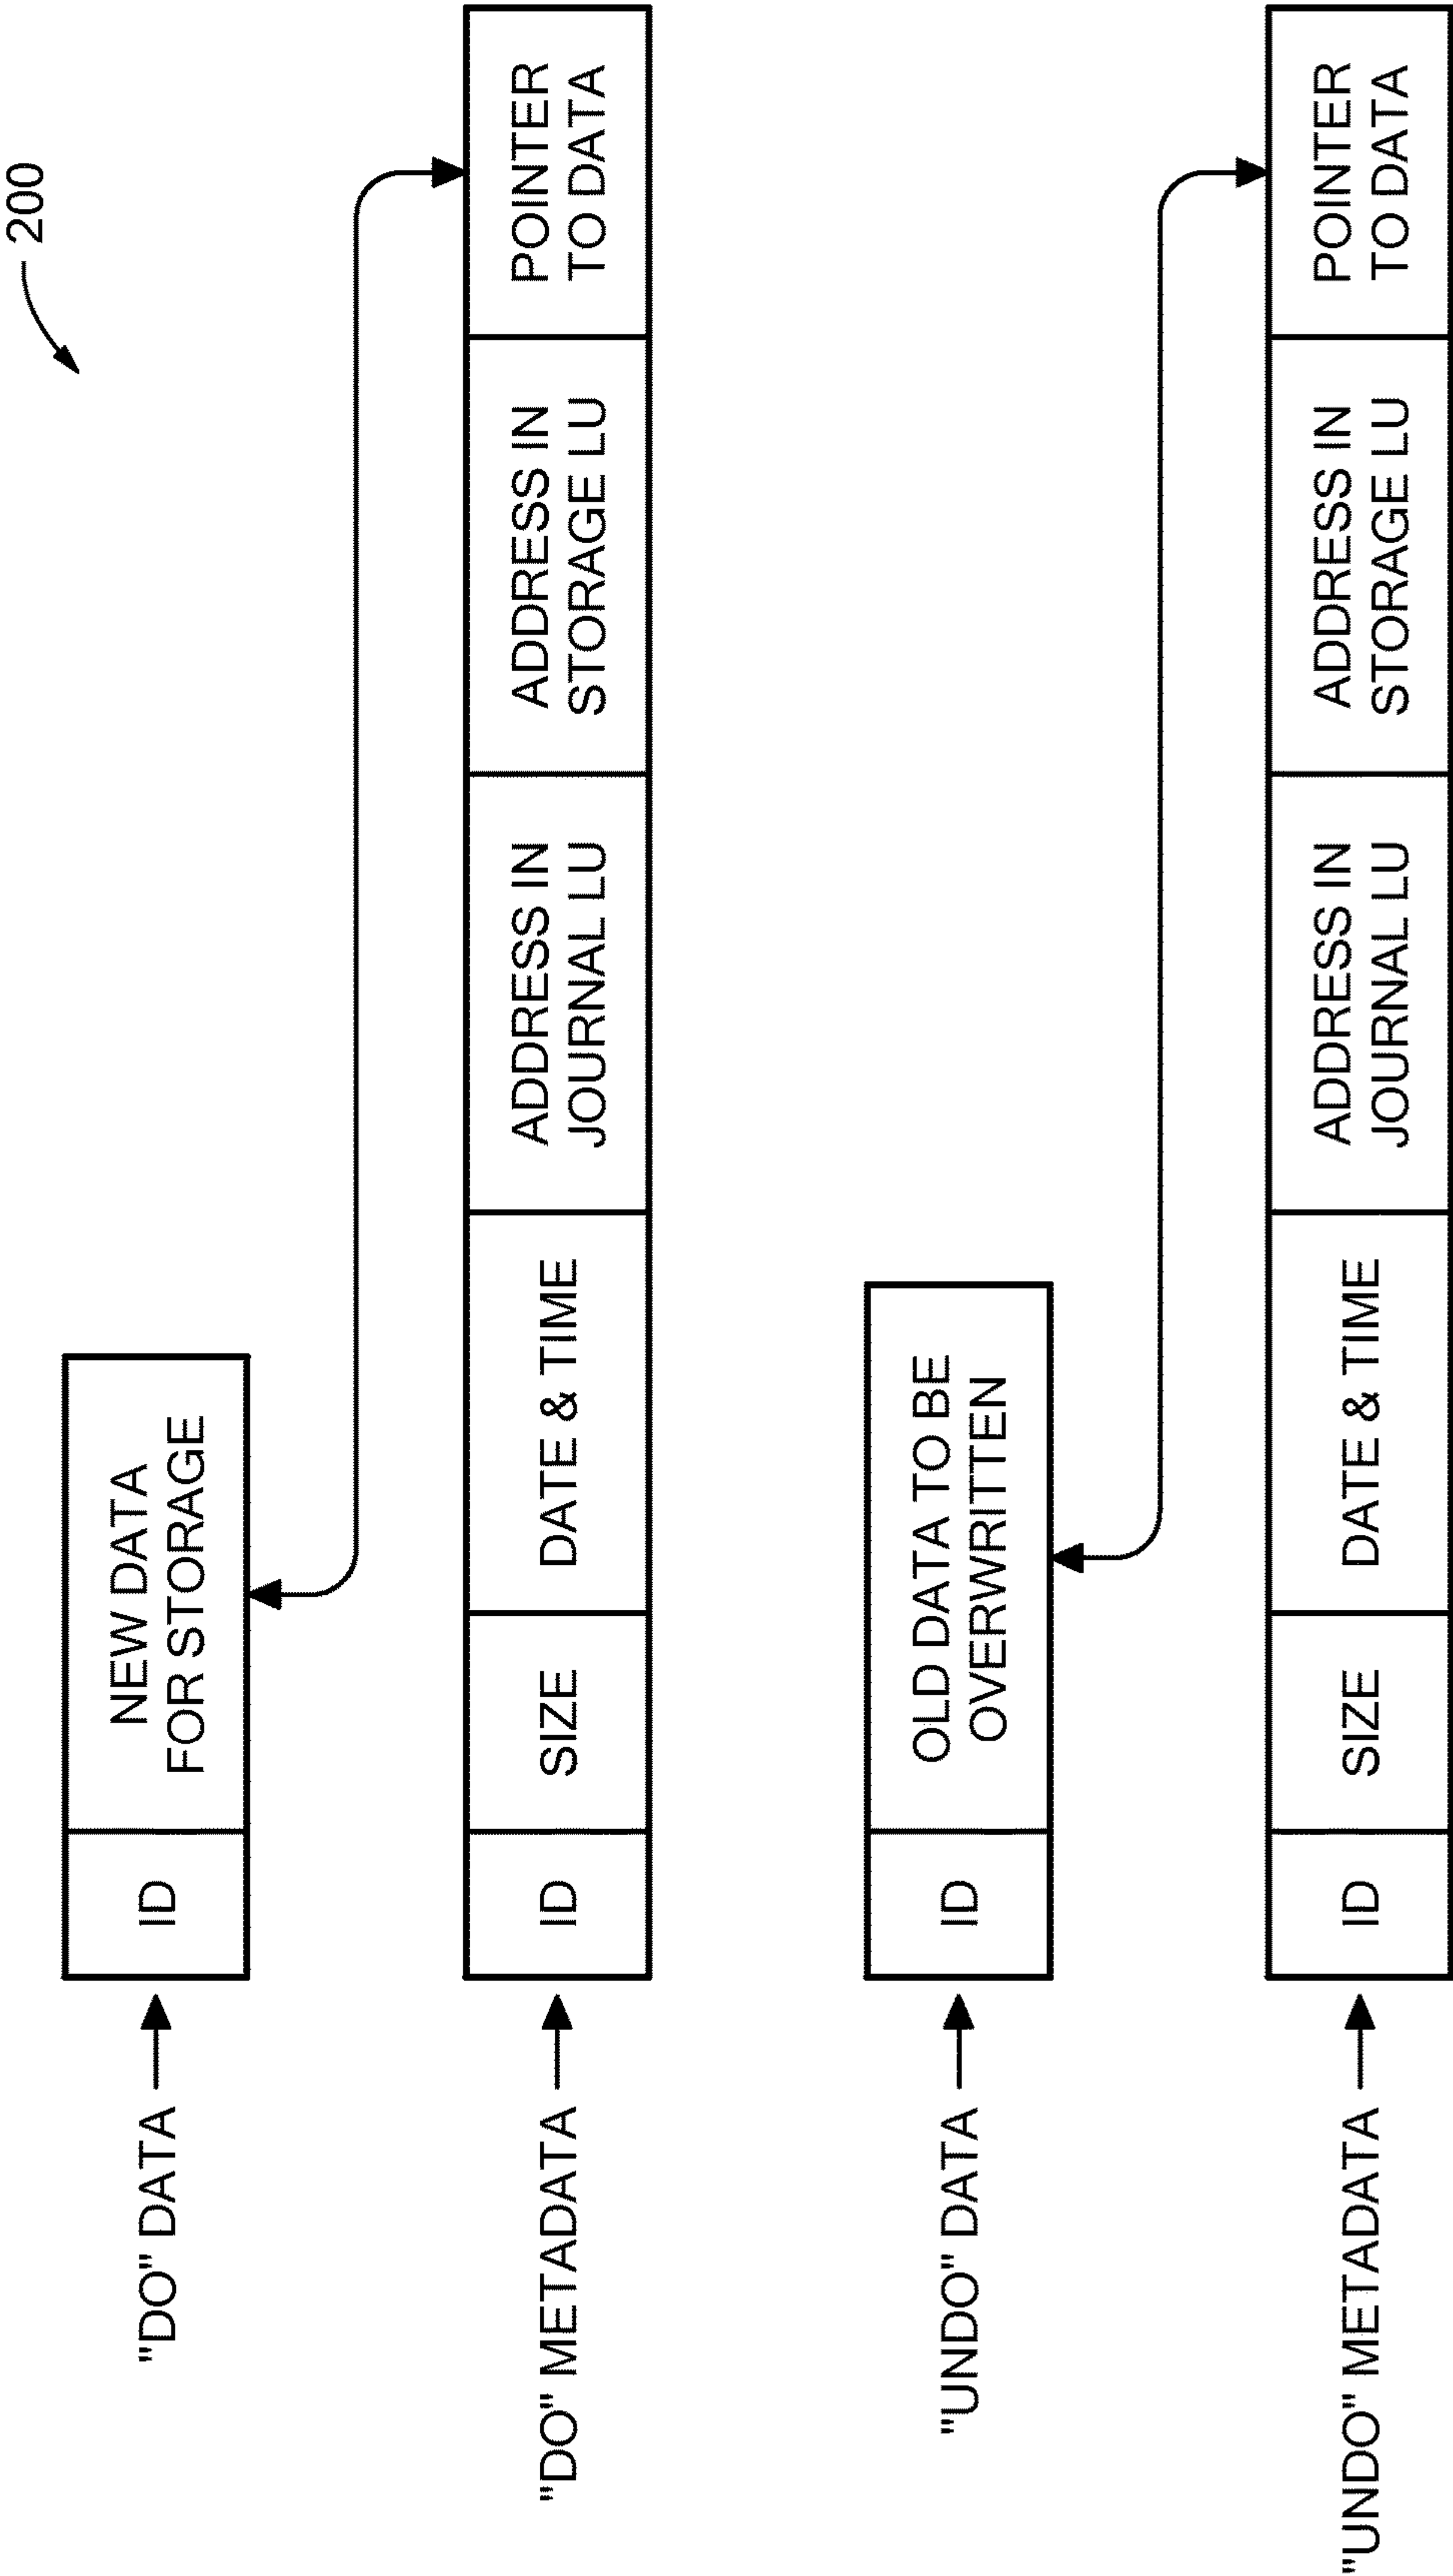 200
"DO" DATA
ID
NEW DATA
FOR STORAGE
"DO" METADATA
ID
SIZE
DATE & TIME
ADDRESS IN
JOURNAL LU
ADDRESS IN
STORAGE LU
POINTER
TO DATA
"UNDO" DATA
ID
OLD DATA TO BE
OVERWRITTEN
"UNDO" METADATA
ID
SIZE
DATE & TIME
ADDRESS IN
JOURNAL LU
ADDRESS IN
STORAGE LU
POINTER
TO DATA